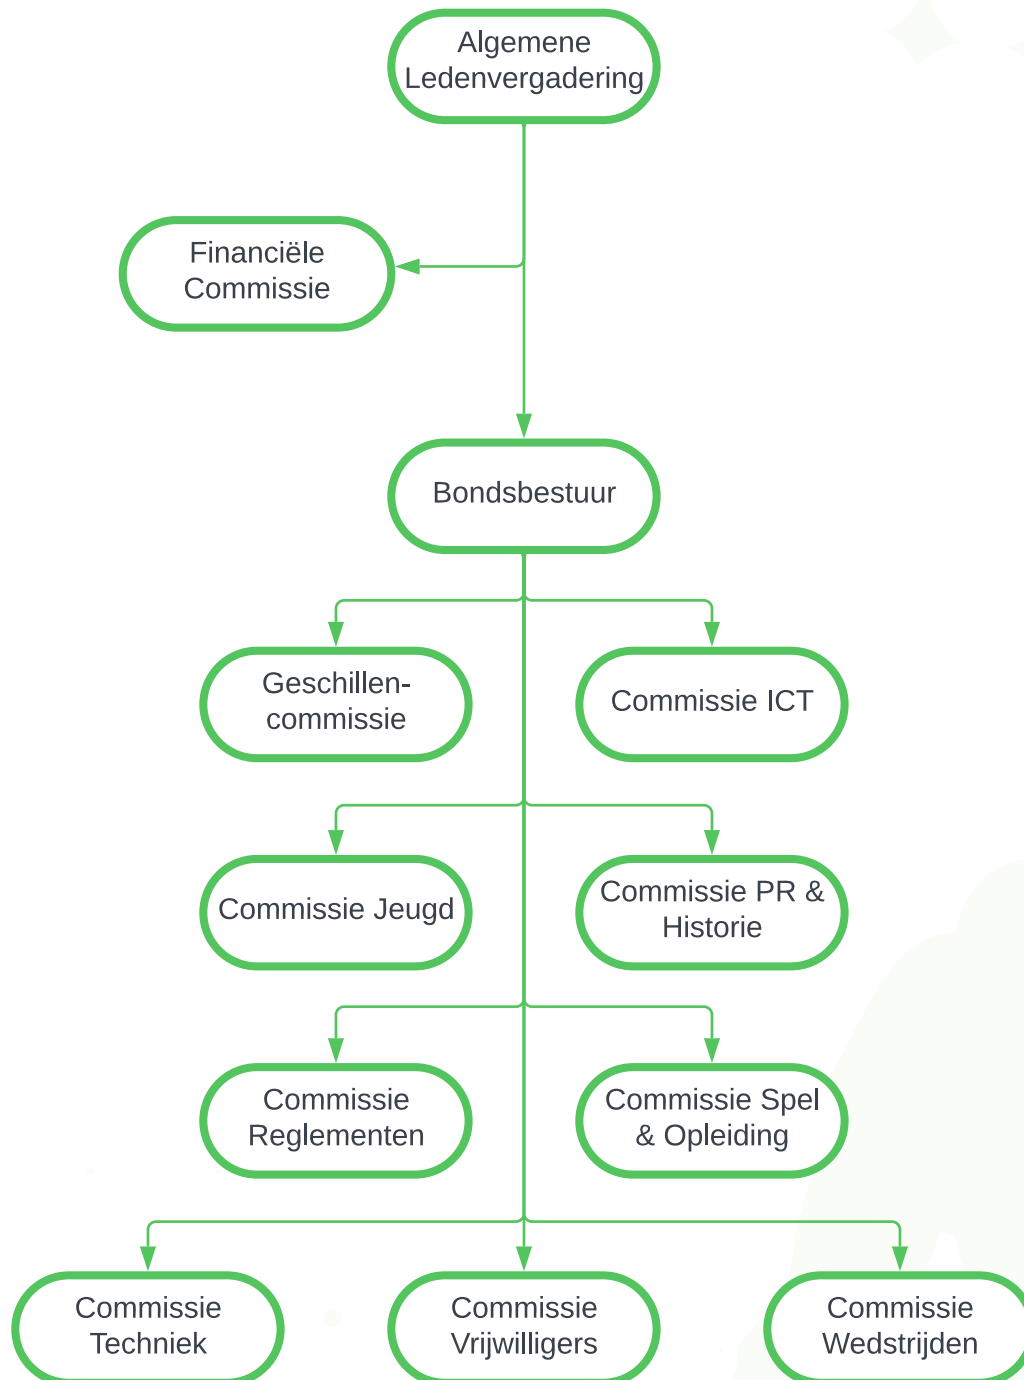 Algemene
Ledenvergadering
Financiële
Commissie
Bondsbestuur
Geschillen-
commissie
Commissie ICT
Commissie Jeugd
Commissie PR &
Historie
Commissie
Reglementen
Commissie Spel
& Opleiding
Commissie
Techniek
Commissie
Vrijwilligers
Commissie
Wedstrijden